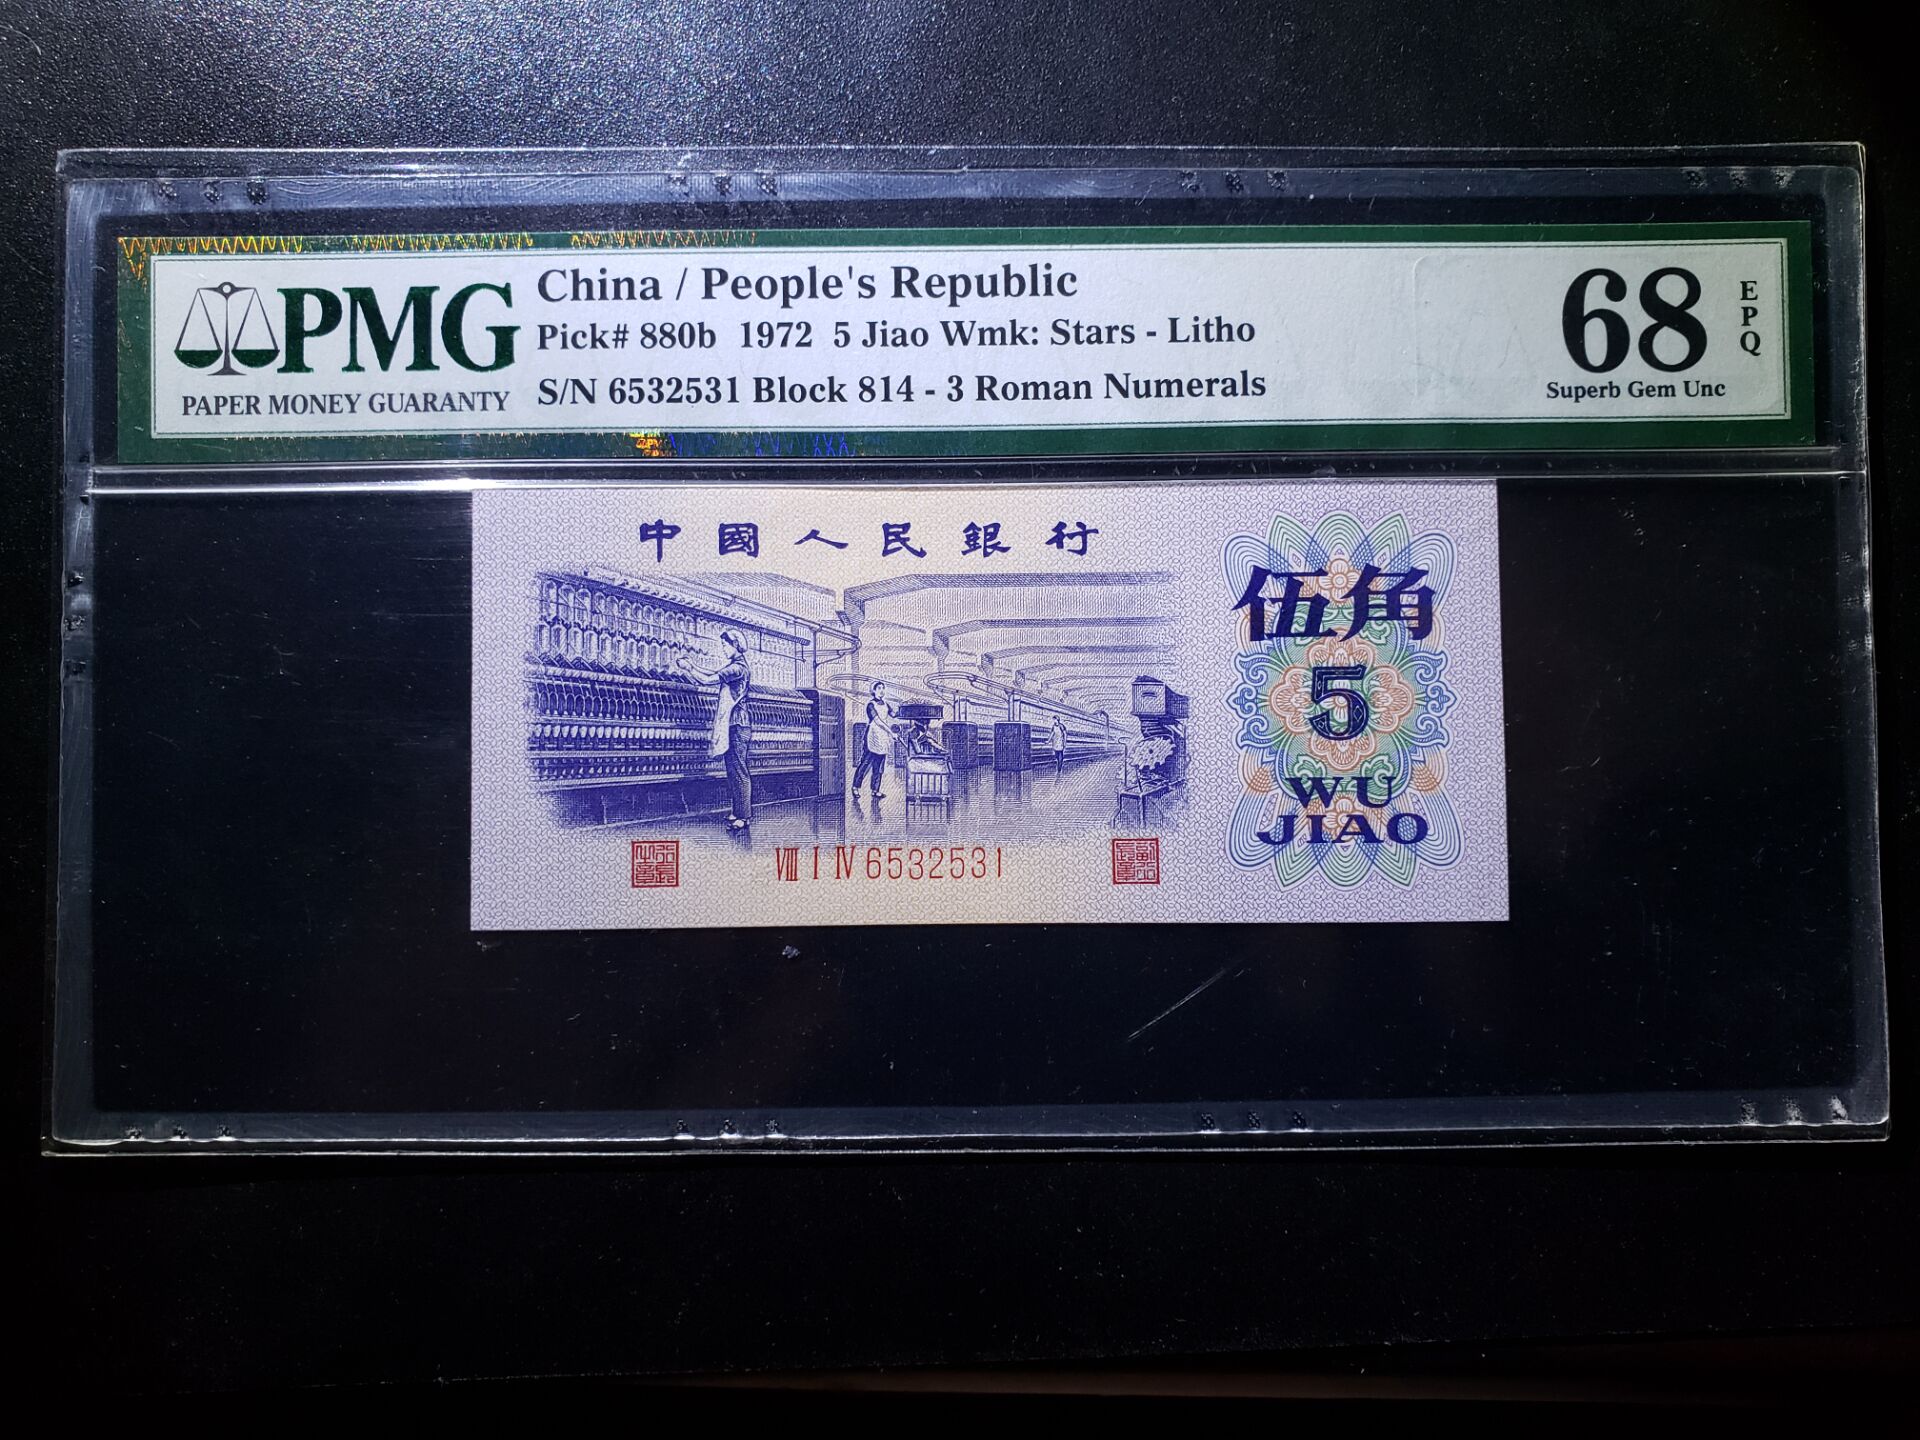 PMG
PAPER MONEY GUARANTY
China / People's Republic
Pick# 880b 1972 5 Jiao Wmk: Stars - Litho
S/N 6532531 Block 814 - 3 Roman Numerals
68
EPQ
Superb Gem Unc
中國人民銀行
伍角
5
WU
JIAO
VIII I IV 6532531